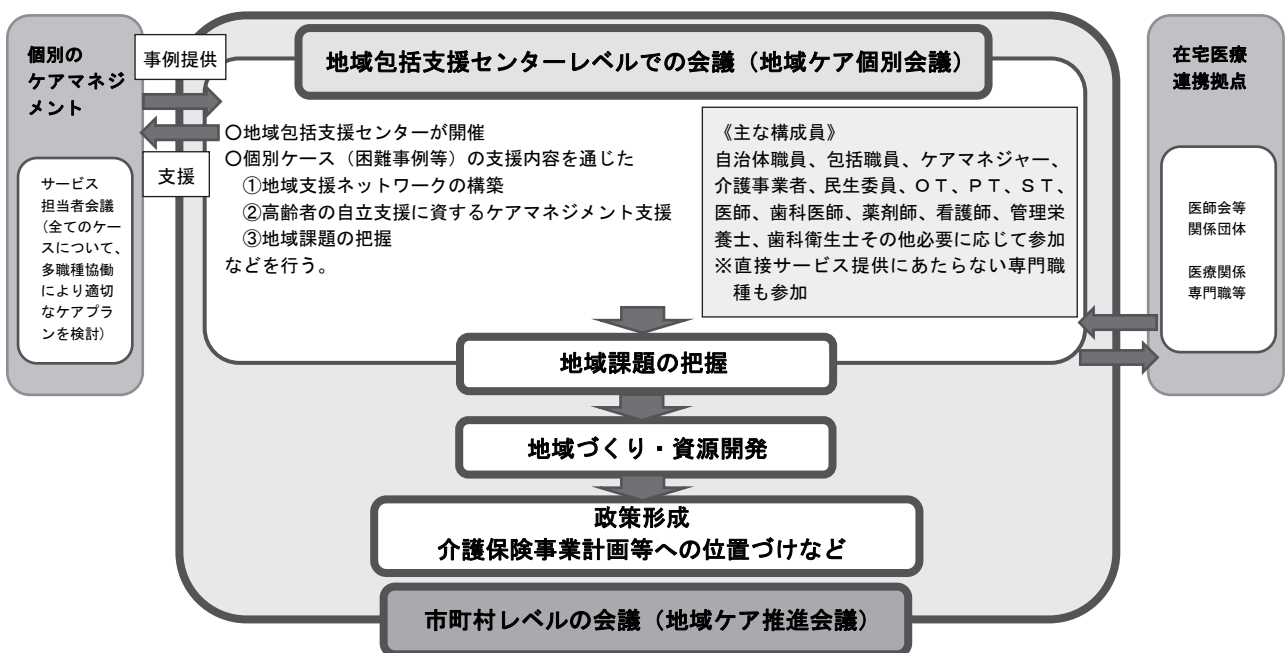 個別の
ケアマネジ
メント
サービス
担当者会議
(全てのケー
スについて、
多職種協働
により適切
なケアプラ
ンを検討)
事例提供
支援
地域包括支援センターレベルでの会議（地域ケア個別会議）
〇地域包括支援センターが開催
〇個別ケース（困難事例等）の支援内容を通じた
①地域支援ネットワークの構築
②高齢者の自立支援に資するケアマネジメント支援
③地域課題の把握
などを行う。
《主な構成員》
自治体職員、包括職員、ケアマネジャー、
介護事業者、民生委員、ＯＴ、ＰＴ、ＳＴ、
医師、歯科医師、薬剤師、看護師、管理栄
養士、歯科衛生士その他必要に応じて参加
※直接サービス提供にあたらない専門職
種も参加
在宅医療
連携拠点
医師会等
関係団体
医療関係
専門職等
地域課題の把握
地域づくり・資源開発
政策形成
介護保険事業計画等への位置づけなど
市町村レベルの会議（地域ケア推進会議）